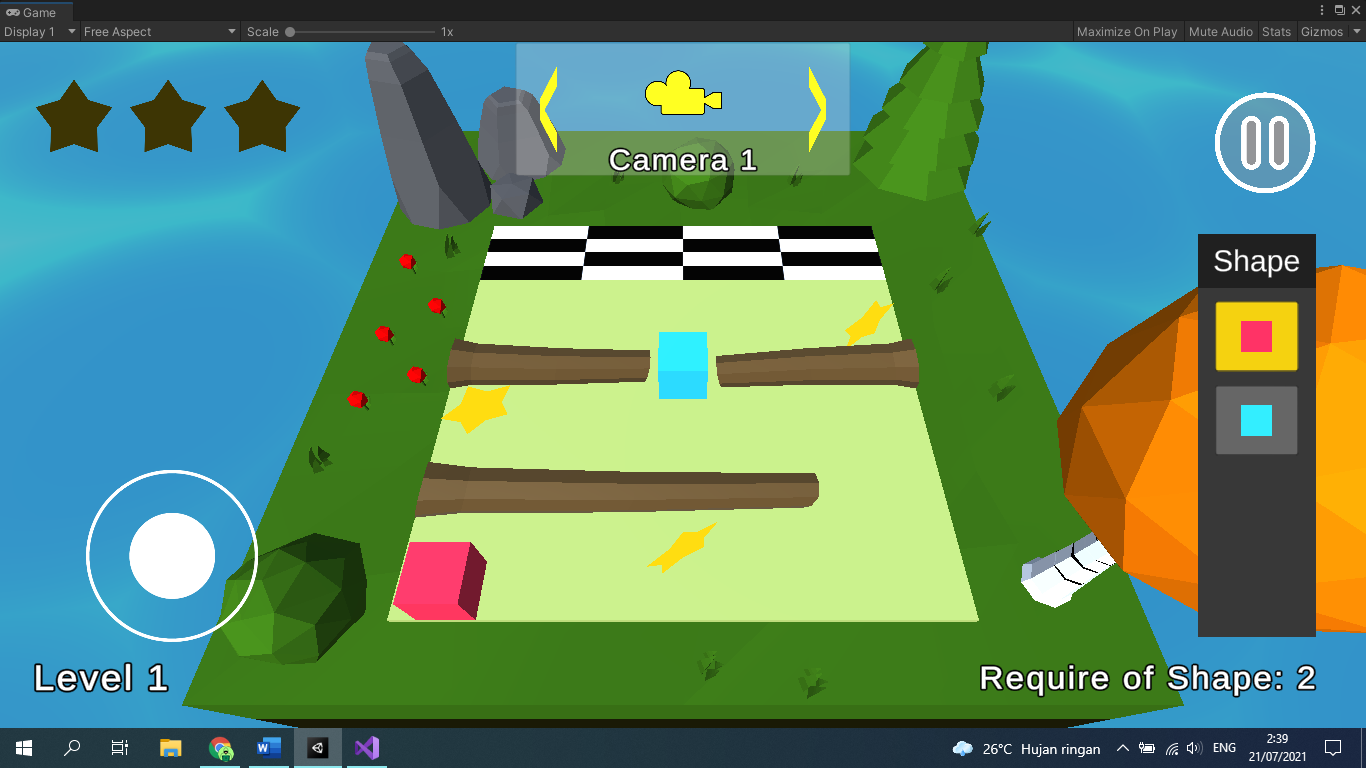 Game
Display 1
Free Aspect
Scale
1x
Maximize On Play
Mute Audio
Stats
Gizmos
Camera 1
Shape
Level 1
Require of Shape: 2
26°C Hujan ringan
ENG
2:39
21/07/2021